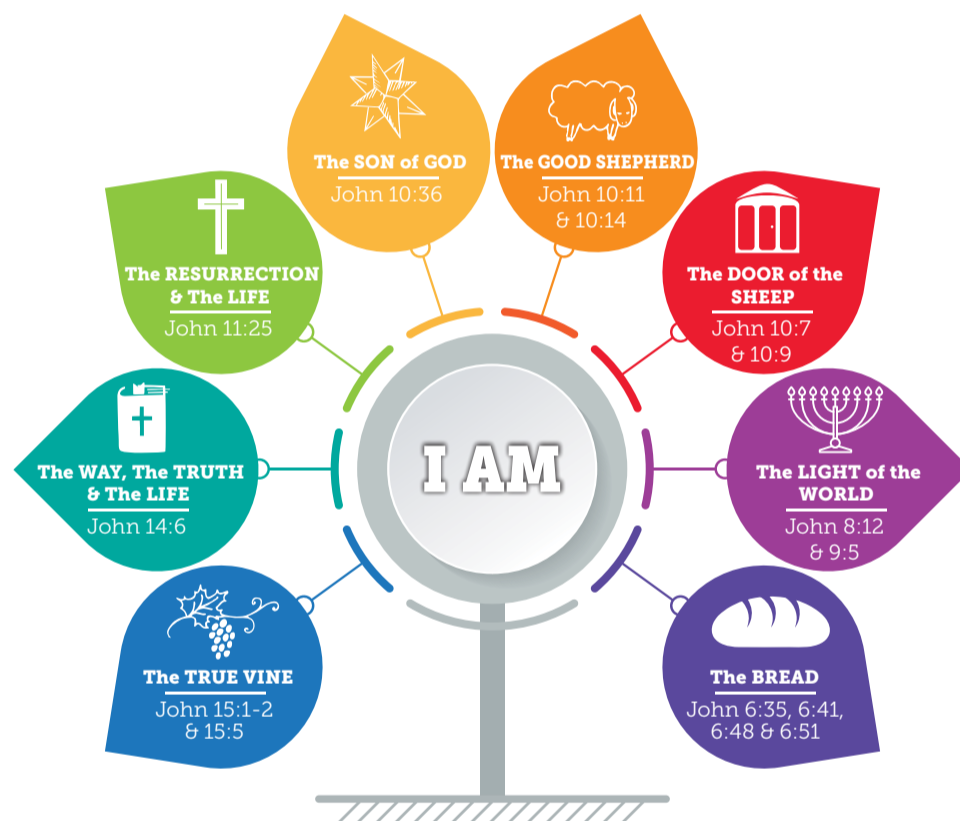 The SON of GOD
John 10:36
The GOOD SHEPHERD
John 10:11
& 10:14
The RESURRECTION
& The LIFE
John 11:25
The DOOR of the
SHEEP
John 10:7
& 10:9
The WAY, The TRUTH
& The LIFE
John 14:6
I AM
The LIGHT of the
WORLD
John 8:12
& 9:5
The TRUE VINE
John 15:1-2
& 15:5
The BREAD
John 6:35, 6:41,
6:48 & 6:51